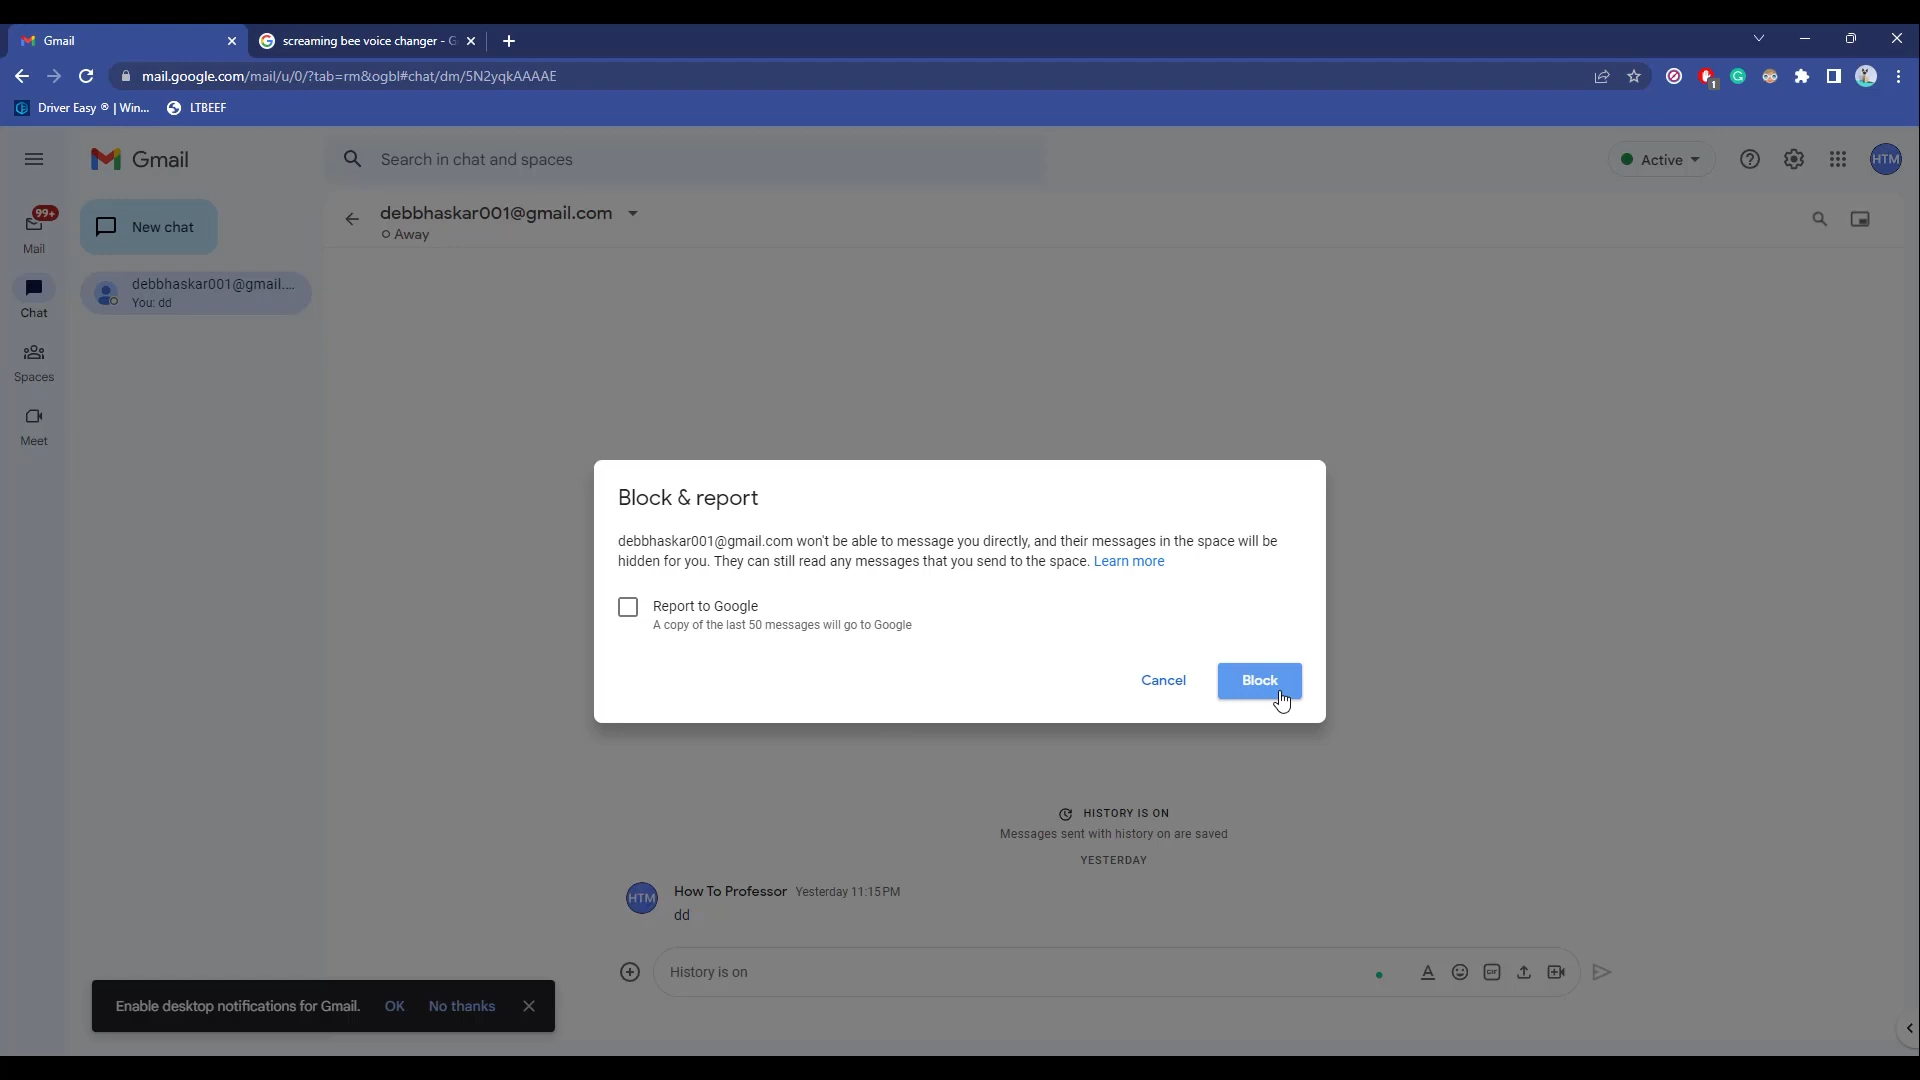 Gmail
screaming bee voice changer - G
mail.google.com/mail/u/0/?tab=rm&ogbl#chat/dm/5N2yqkAAAAE
1
Driver Easy ® | Win...
LTBEEF
Gmail
Search in chat and spaces
Active
HTM
99+
Mail
New chat
debbhaskar001@gmail.com
Away
debbhaskar001@gmail....
You: dd
Chat
Spaces
Meet
Block & report
debbhaskar001@gmail.com won't be able to message you directly, and their messages in the space will be
hidden for you. They can still read any messages that you send to the space. Learn more
Report to Google
A copy of the last 50 messages will go to Google
Cancel
Block
HISTORY IS ON
Messages sent with history on are saved
YESTERDAY
HTM
How To Professor Yesterday 11:15 PM
dd
History is on
GIF
Enable desktop notifications for Gmail. OK No thanks